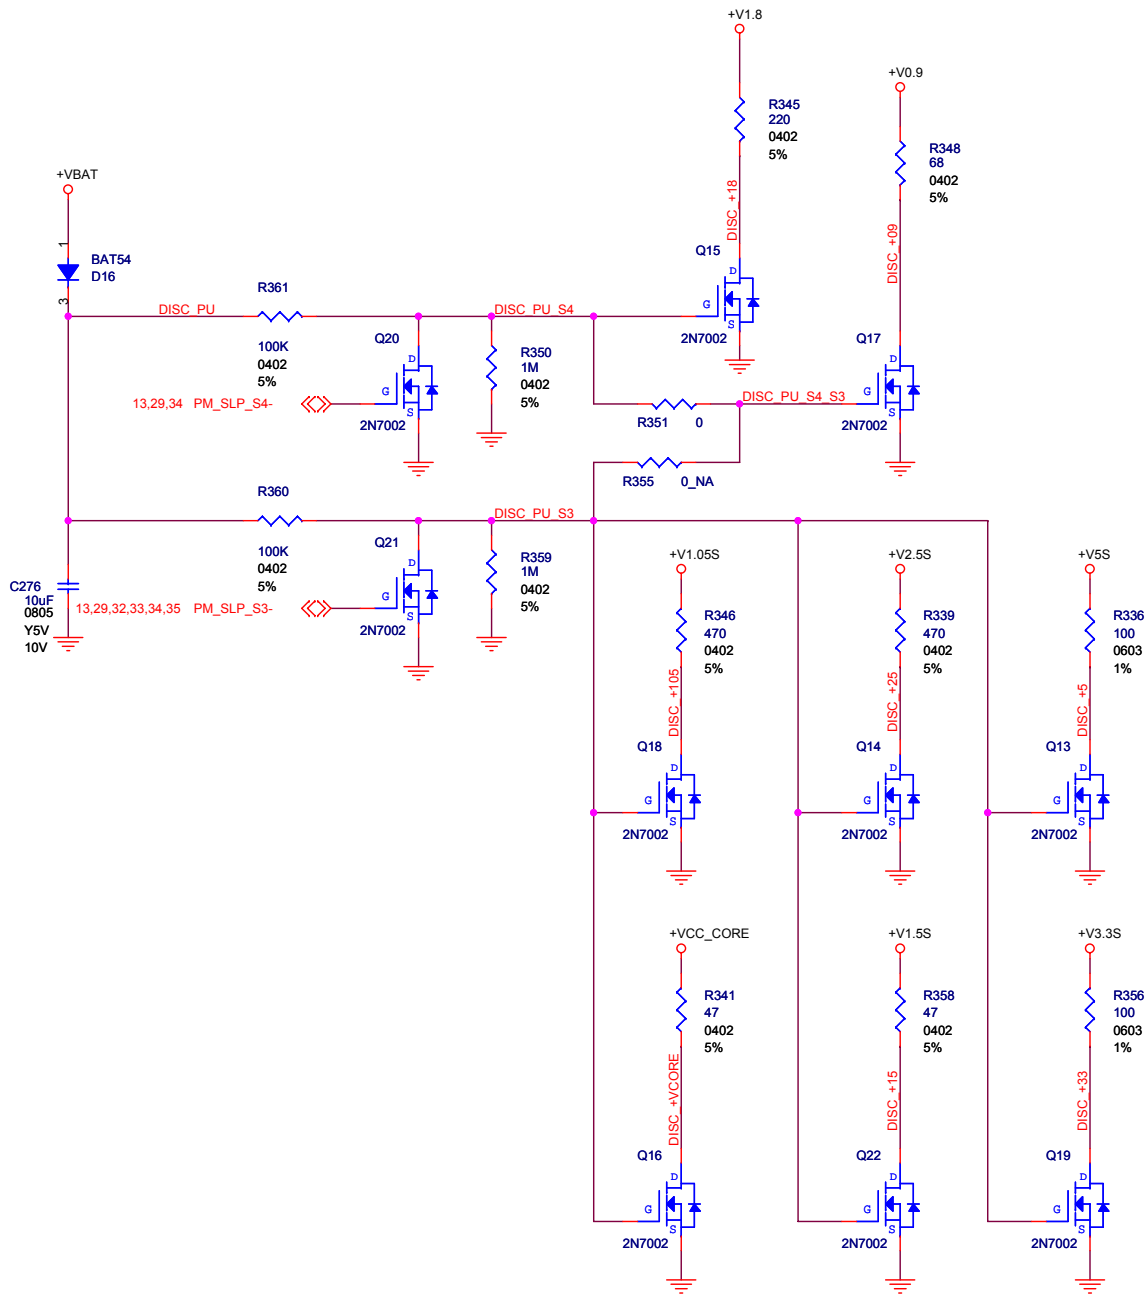 +V1.8
R345
220
0402
5%
DISC_+18
Q15
D
G
S
2N7002
+V0.9
R348
68
0402
5%
DISC_+09
Q17
D
G
S
2N7002
+VBAT
1
BAT54
D16
3
DISC_PU
R361
100K
0402
5%
Q20
D
G
S
2N7002
13,29,34 PM_SLP_S4-
DISC_PU_S4
R350
1M
0402
5%
R351 0
DISC_PU_S4_S3
R355 0_NA
R360
100K
0402
5%
Q21
D
G
S
2N7002
DISC_PU_S3
R359
1M
0402
5%
C276
10uF
0805
Y5V
10V
13,29,32,33,34,35 PM_SLP_S3-
+V1.05S
R346
470
0402
5%
DISC_+105
Q18
D
G
S
2N7002
+V2.5S
R339
470
0402
5%
DISC_+25
Q14
D
G
S
2N7002
+V5S
R336
100
0603
1%
DISC_+5
Q13
D
G
S
2N7002
+VCC_CORE
R341
47
0402
5%
DISC_+VCORE
Q16
D
G
S
2N7002
+V1.5S
R358
47
0402
5%
DISC_+15
Q22
D
G
S
2N7002
+V3.3S
R356
100
0603
1%
DISC_+33
Q19
D
G
S
2N7002